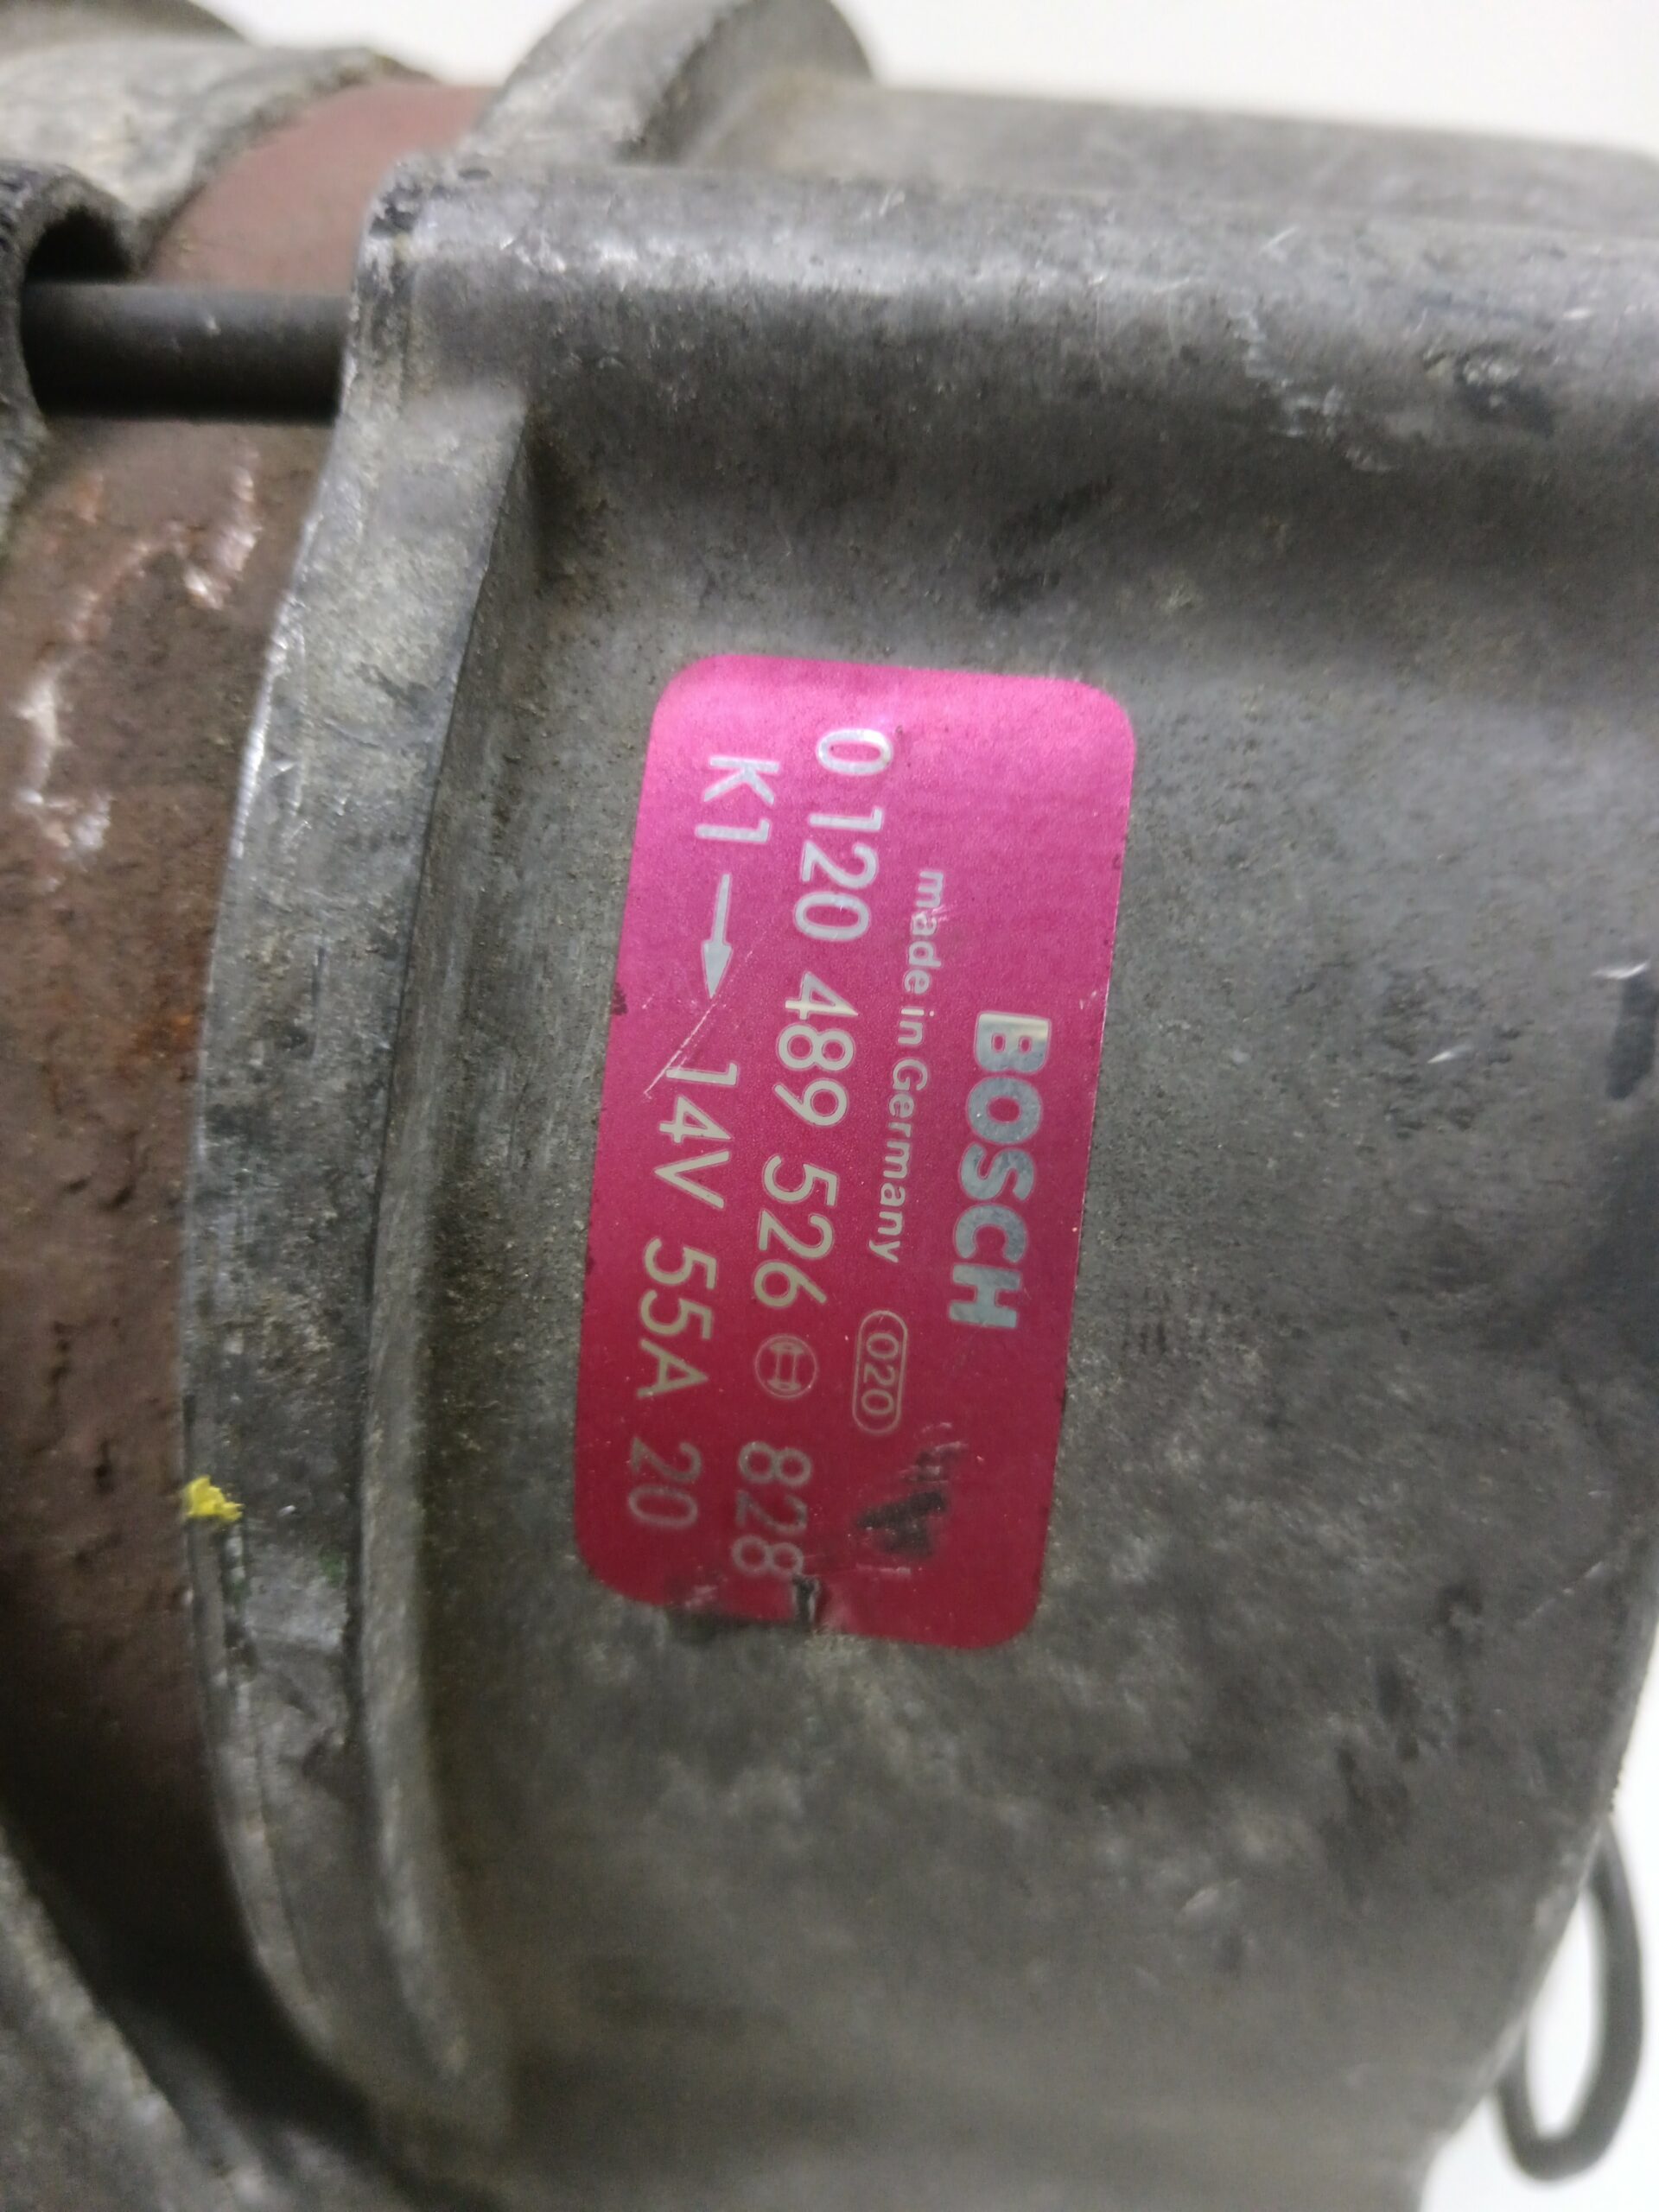 BOSCH
made in Germany 020
0 120 489 526 828
K1 → 14V 55A 20